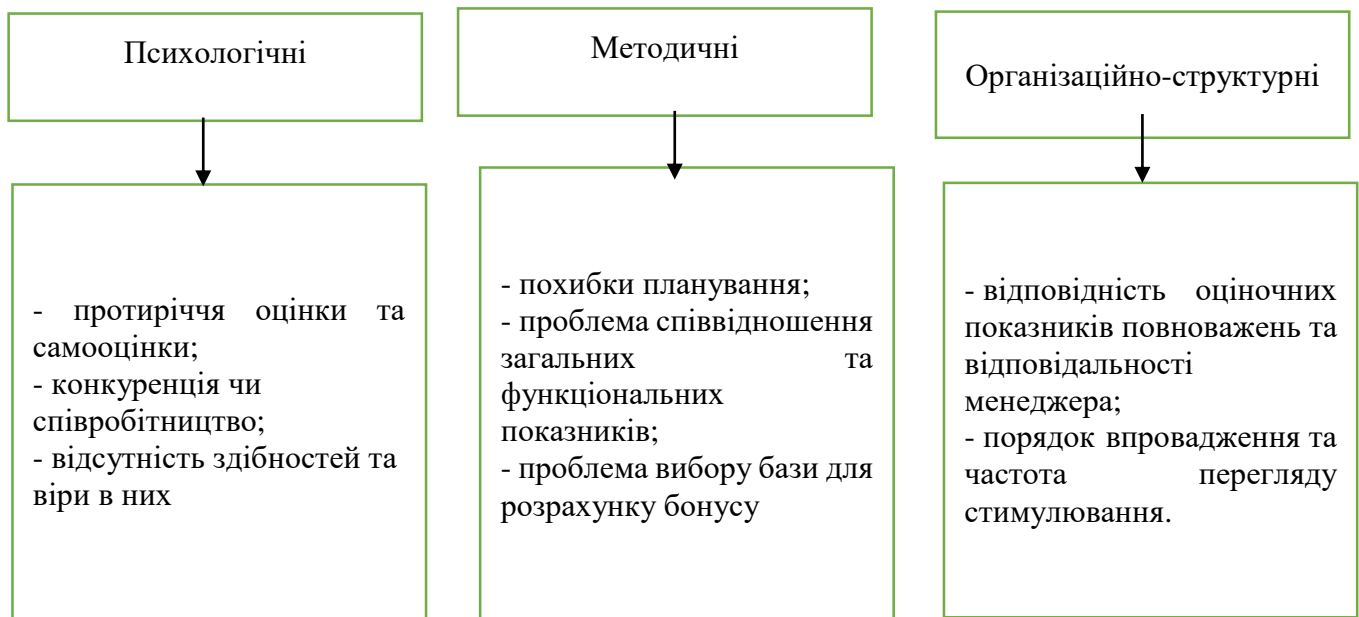 Психологічні
Методичні
Організаційно-структурні
- протиріччя оцінки та
самооцінки;
- конкуренція чи
співробітництво;
- відсутність здібностей та
віри в них
- похибки планування;
- проблема співвідношення
загальних та
функціональних
показників;
- проблема вибору бази для
розрахунку бонусу
- відповідність оціночних
показників повноважень та
відповідальності
менеджера;
- порядок впровадження та
частота перегляду
стимулювання.